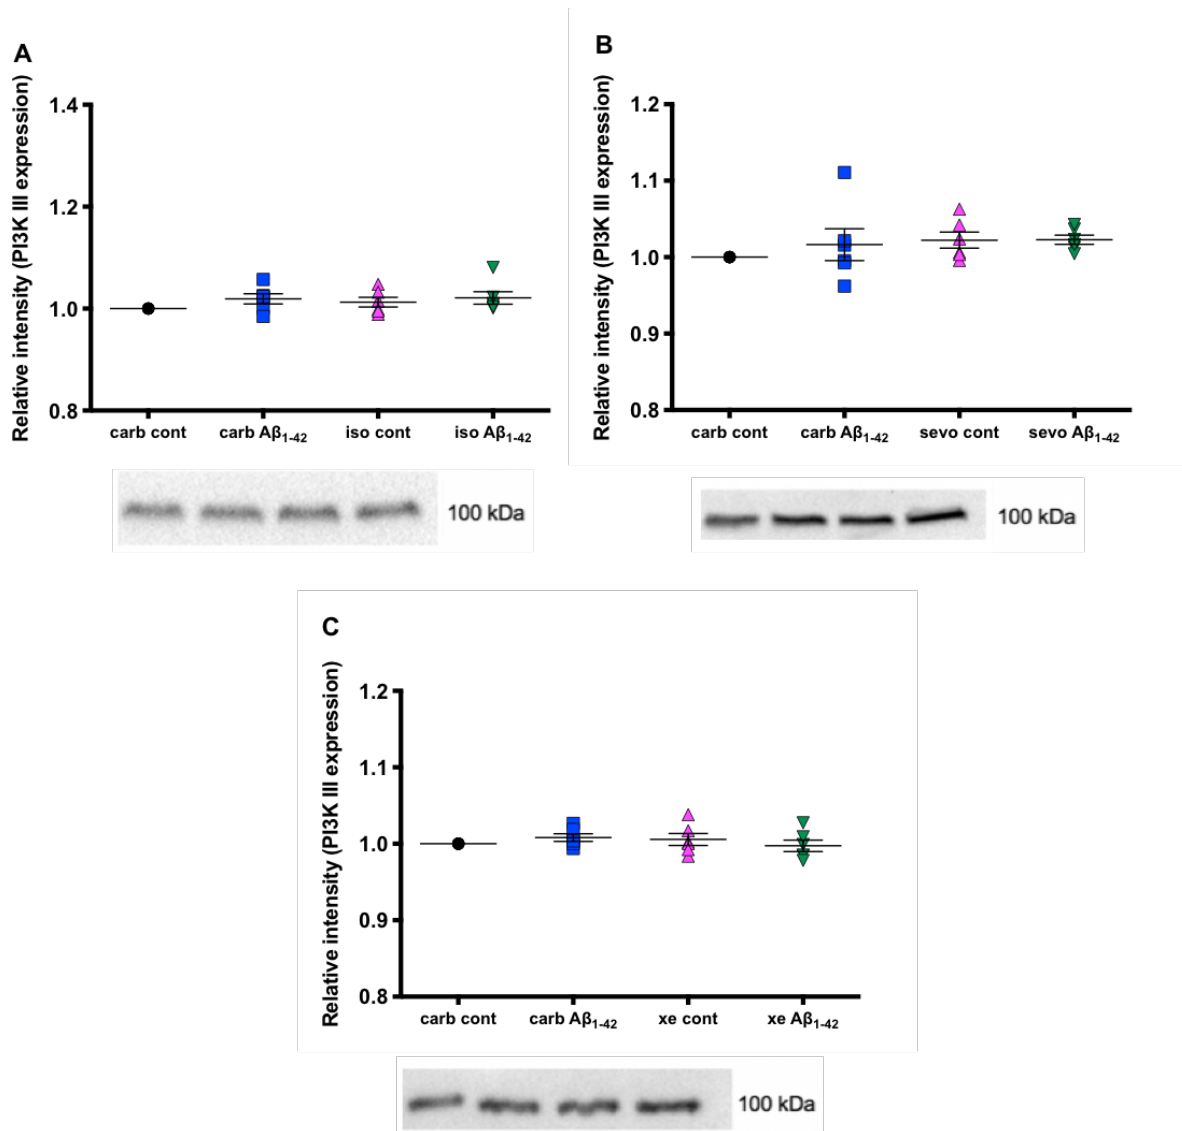 A
Relative intensity (PI3K III expression)
1.4
1.2
1.0
0.8
carb cont carb Aβ₁₋₄₂ iso cont iso Aβ₁₋₄₂
100 kDa
B
Relative intensity (PI3K III expression)
1.2
1.1
1.0
0.9
0.8
carb cont carb Aβ₁₋₄₂ sevo cont sevo Aβ₁₋₄₂
100 kDa
C
Relative intensity (PI3K III expression)
1.2
1.1
1.0
0.9
0.8
carb cont carb Aβ₁₋₄₂ xe cont xe Aβ₁₋₄₂
100 kDa